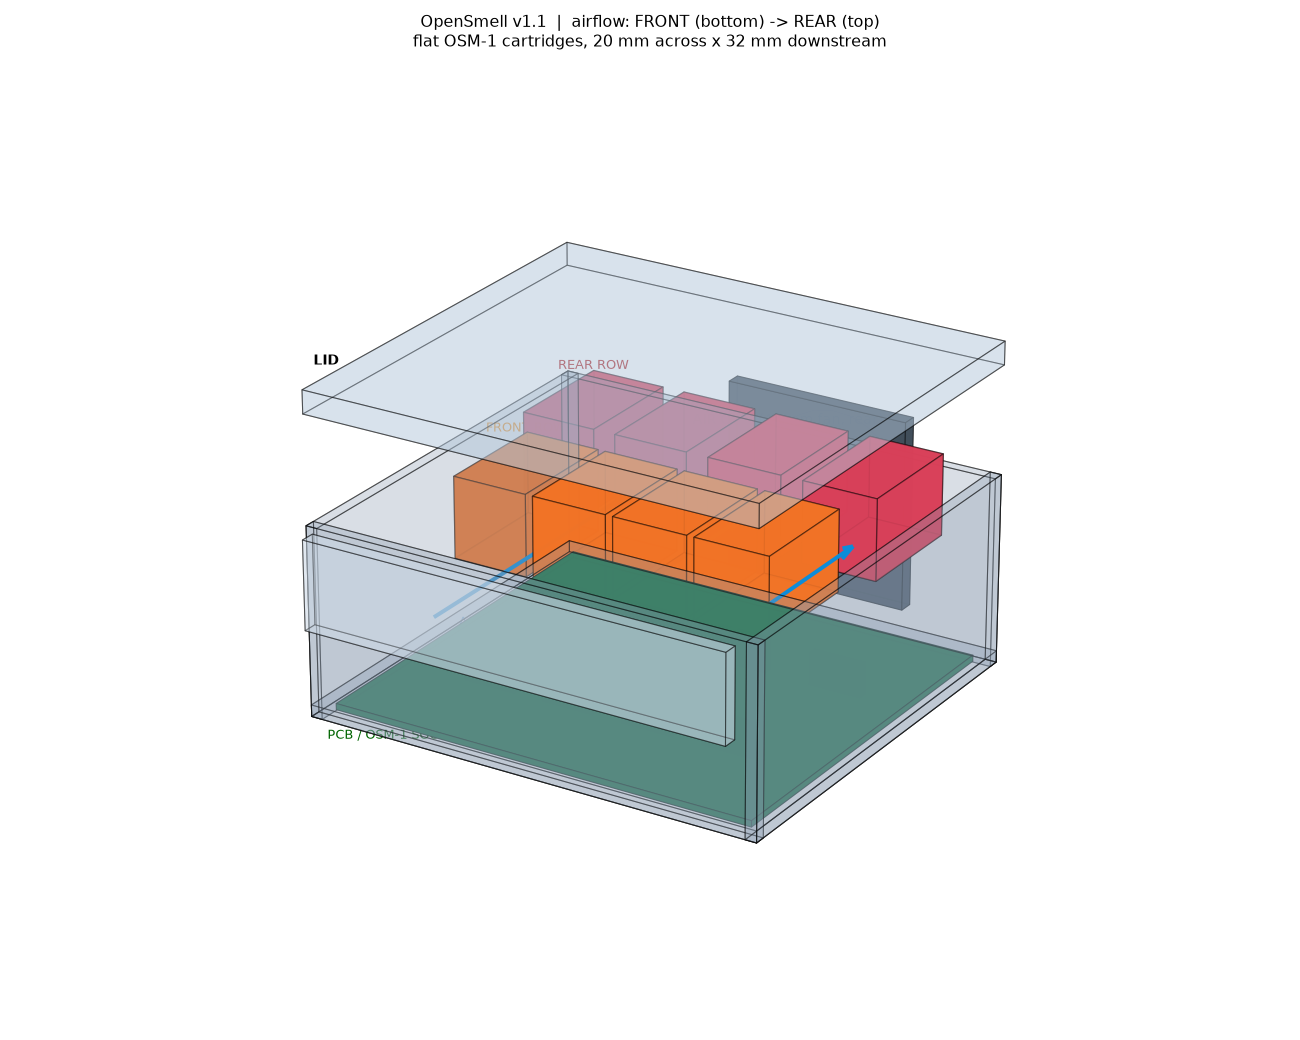 OpenSmell v1.1 | airflow: FRONT (bottom) -> REAR (top)
flat OSM-1 cartridges, 20 mm across x 32 mm downstream
LID
REAR ROW
FRONT
PCB / OSM-1